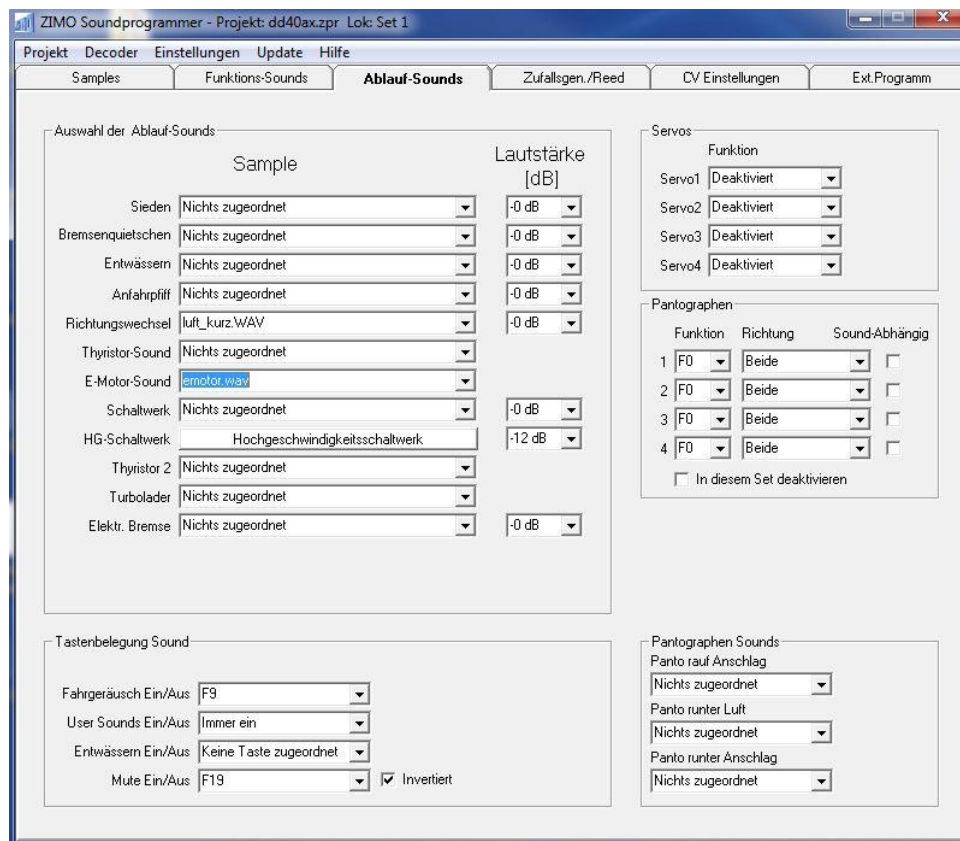 ZIMO Soundprogrammer - Projekt: dd40ax.zpr Lok: Set 1
Projekt Decoder Einstellungen Update Hilfe
Samples Funktions-Sounds Ablauf-Sounds Zufallsgen./Reed CV Einstellungen Ext.Programm
Auswahl der Ablauf-Sounds
Sample Lautstärke
[dB]
Sieden Nichts zugeordnet -0 dB
Bremsenquietschen Nichts zugeordnet -0 dB
Entwässern Nichts zugeordnet -0 dB
Anfahrpfiff Nichts zugeordnet -0 dB
Richtungswechsel luft_kurz.WAV -0 dB
Thyristor-Sound Nichts zugeordnet
E-Motor-Sound emotor.wav
Schaltwerk Nichts zugeordnet -0 dB
HG-Schaltwerk Hochgeschwindigkeitsschaltwerk -12 dB
Thyristor 2 Nichts zugeordnet
Turbolader Nichts zugeordnet
Elektr. Bremse Nichts zugeordnet -0 dB
Servos
Funktion
Servo1 Deaktiviert
Servo2 Deaktiviert
Servo3 Deaktiviert
Servo4 Deaktiviert
Pantographen
Funktion Richtung Sound-Abhängig
1 F0 Beide
2 F0 Beide
3 F0 Beide
4 F0 Beide
In diesem Set deaktivieren
Tastenbelegung Sound
Fahrgeräusch Ein/Aus F9
User Sounds Ein/Aus Immer ein
Entwässern Ein/Aus Keine Taste zugeordnet
Mute Ein/Aus F19 Invertiert
Pantographen Sounds
Panto rauf Anschlag
Nichts zugeordnet
Panto runter Luft
Nichts zugeordnet
Panto runter Anschlag
Nichts zugeordnet